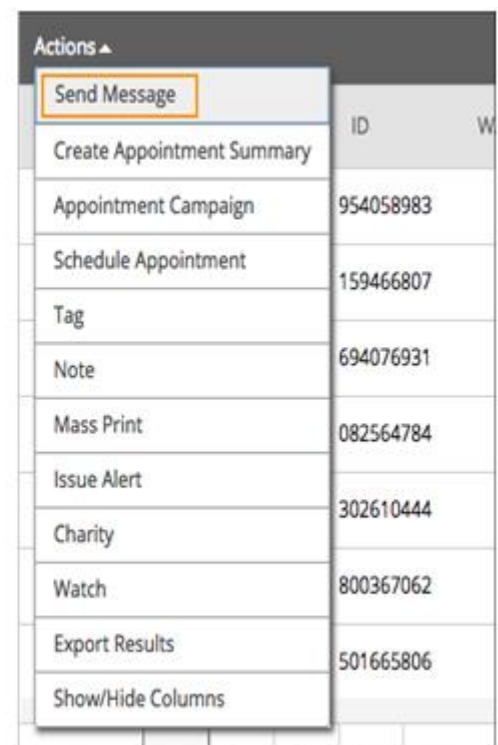 Actions
Send Message
ID W
Create Appointment Summary
Appointment Campaign
954058983
Schedule Appointment
159466807
Tag
Note
694076931
Mass Print
082564784
Issue Alert
302610444
Charity
Watch
800367062
Export Results
501665806
Show/Hide Columns